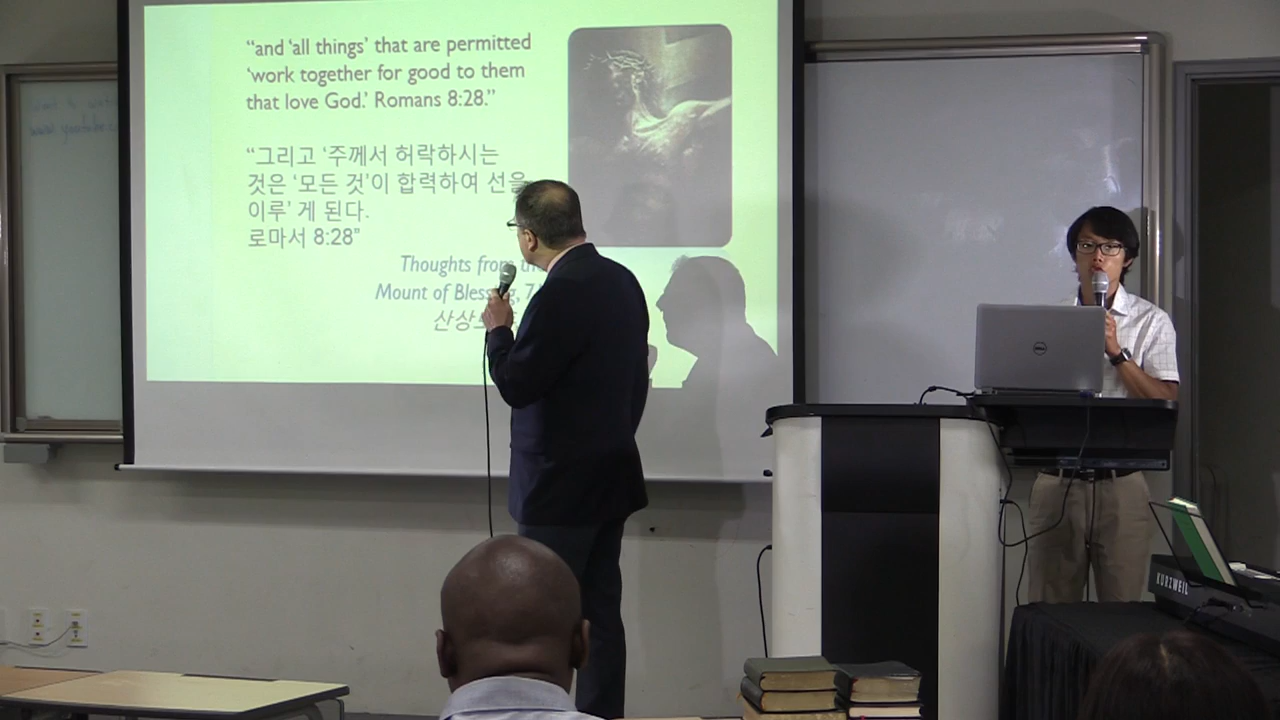 “and ‘all things’ that are permitted
‘work together for good to them
that love God.’ Romans 8:28.”
“그리고 ‘주께서 허락하시는
것은 ‘모든 것’이 합력하여 선을
이루’ 게 된다.
로마서 8:28”
Thoughts from
Mount of Blessing,
DELL
KURZWEIL